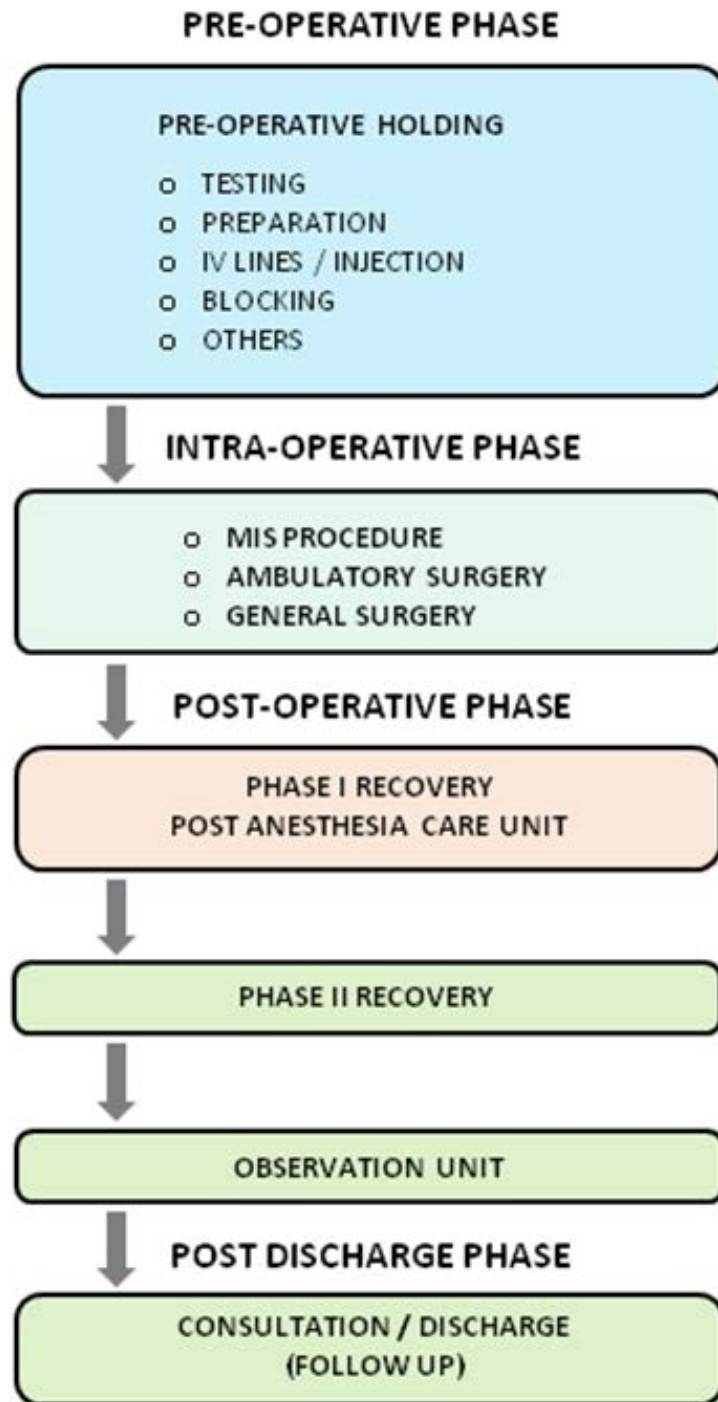 PRE-OPERATIVE PHASE
PRE-OPERATIVE HOLDING
o TESTING
o PREPARATION
o IV LINES / INJECTION
o BLOCKING
o OTHERS
INTRA-OPERATIVE PHASE
o MIS PROCEDURE
o AMBULATORY SURGERY
o GENERAL SURGERY
POST-OPERATIVE PHASE
PHASE I RECOVERY
POST ANESTHESIA CARE UNIT
PHASE II RECOVERY
OBSERVATION UNIT
POST DISCHARGE PHASE
CONSULTATION / DISCHARGE
(FOLLOW UP)